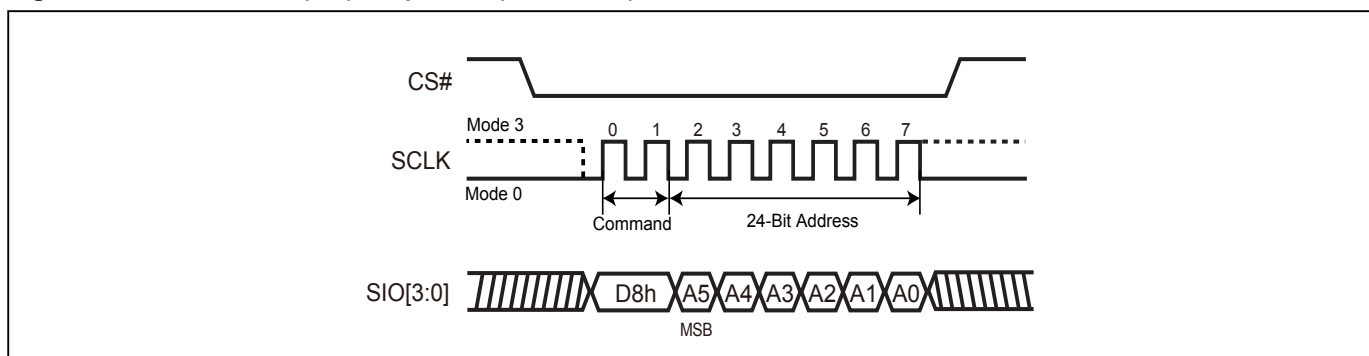 CS#
Mode 3
0 1 2 3 4 5 6 7
SCLK
Mode 0
Command
24-Bit Address
SIO[3:0]
D8h A5 A4 A3 A2 A1 A0
MSB